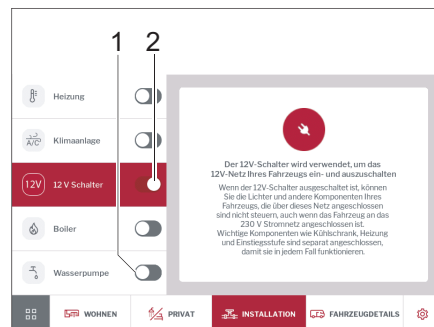 1 2
Heizung
A/C Klimaanlage
12V 12 V Schalter
Boiler
Wasserpumpe
Der 12V-Schalter wird verwendet, um das
12V-Netz Ihres Fahrzeugs ein- und auszuschalten
Wenn der 12V-Schalter ausgeschaltet ist, können
Sie die Lichter und andere Komponenten Ihres
Fahrzeugs, die über dieses Netz angeschlossen
sind nicht steuern, auch wenn das Fahrzeug an das
230 V Stromnetz angeschlossen ist.
Wichtige Komponenten wie Kühlschrank, Heizung
und Einstiegsstufe sind separat angeschlossen,
damit sie in jedem Fall funktionieren.
WOHNEN PRIVAT INSTALLATION FAHRZEUGDETAILS